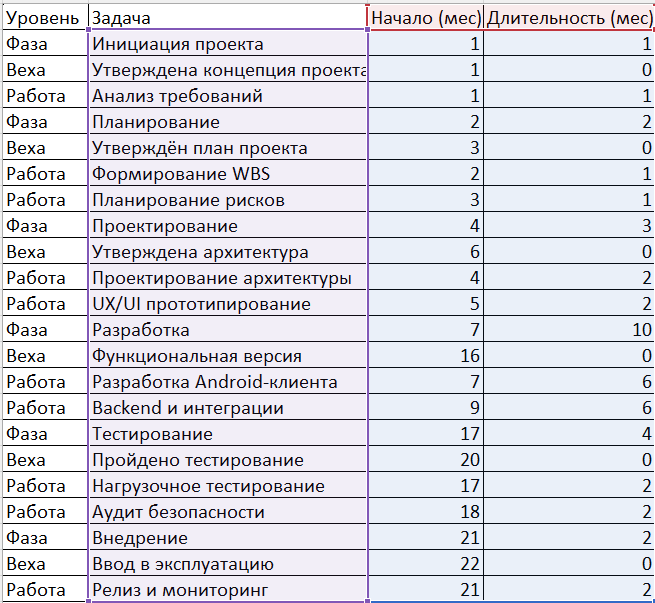 Уровень Задача Начало (мес) Длительность (мес)
Фаза Инициация проекта 1 1
Веха Утверждена концепция проекта 1 0
Работа Анализ требований 1 1
Фаза Планирование 2 2
Веха Утверждён план проекта 3 0
Работа Формирование WBS 2 1
Работа Планирование рисков 3 1
Фаза Проектирование 4 3
Веха Утверждена архитектура 6 0
Работа Проектирование архитектуры 4 2
Работа UX/UI прототипирование 5 2
Фаза Разработка 7 10
Веха Функциональная версия 16 0
Работа Разработка Android-клиента 7 6
Работа Backend и интеграции 9 6
Фаза Тестирование 17 4
Веха Пройдено тестирование 20 0
Работа Нагрузочное тестирование 17 2
Работа Аудит безопасности 18 2
Фаза Внедрение 21 2
Веха Ввод в эксплуатацию 22 0
Работа Релиз и мониторинг 21 2